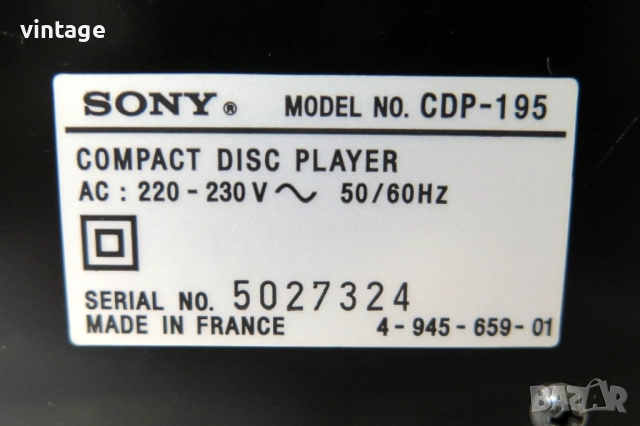 vintage
SONY ® MODEL NO. CDP-195
COMPACT DISC PLAYER
AC : 220 - 230 V ~ 50/60Hz
SERIAL NO. 5027324
MADE IN FRANCE 4 - 945 - 659 - 01
BAZAR